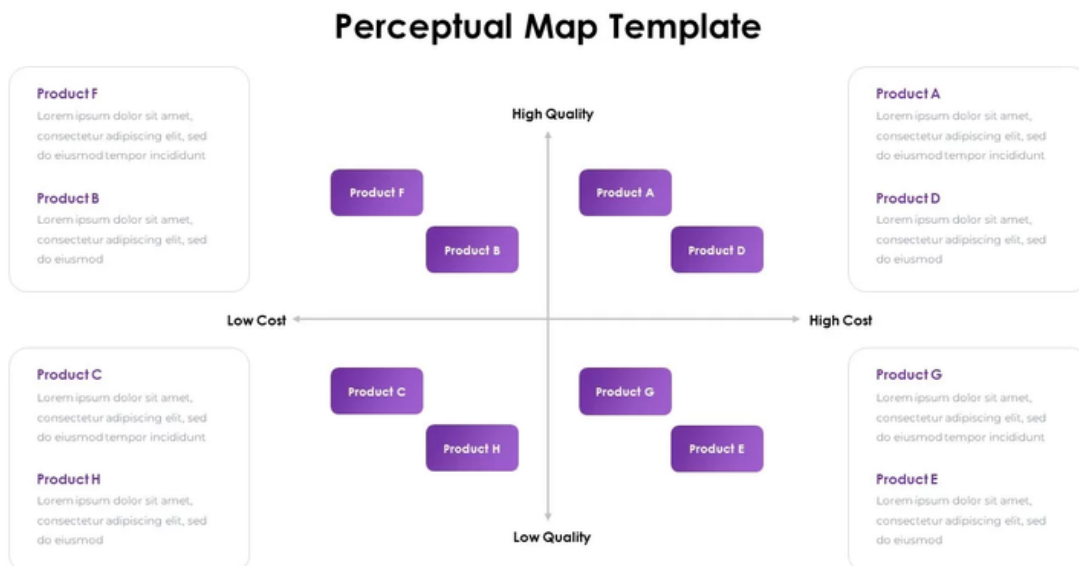 Perceptual Map Template
Product F
Lorem ipsum dolor sit amet,
consectetur adipiscing elit, sed
do eiusmod tempor incididunt
Product B
Lorem ipsum dolor sit amet,
consectetur adipiscing elit, sed
do eiusmod
High Quality
Product F
Product A
Product B
Product D
Product A
Lorem ipsum dolor sit amet,
consectetur adipiscing elit, sed
do eiusmod tempor incididunt
Product D
Lorem ipsum dolor sit amet,
consectetur adipiscing elit, sed
do eiusmod
Low Cost
High Cost
Product C
Lorem ipsum dolor sit amet,
consectetur adipiscing elit, sed
do eiusmod tempor incididunt
Product H
Lorem ipsum dolor sit amet,
consectetur adipiscing elit, sed
do eiusmod
Product C
Product G
Product H
Product E
Low Quality
Product G
Lorem ipsum dolor sit amet,
consectetur adipiscing elit, sed
do eiusmod tempor incididunt
Product E
Lorem ipsum dolor sit amet,
consectetur adipiscing elit, sed
do eiusmod